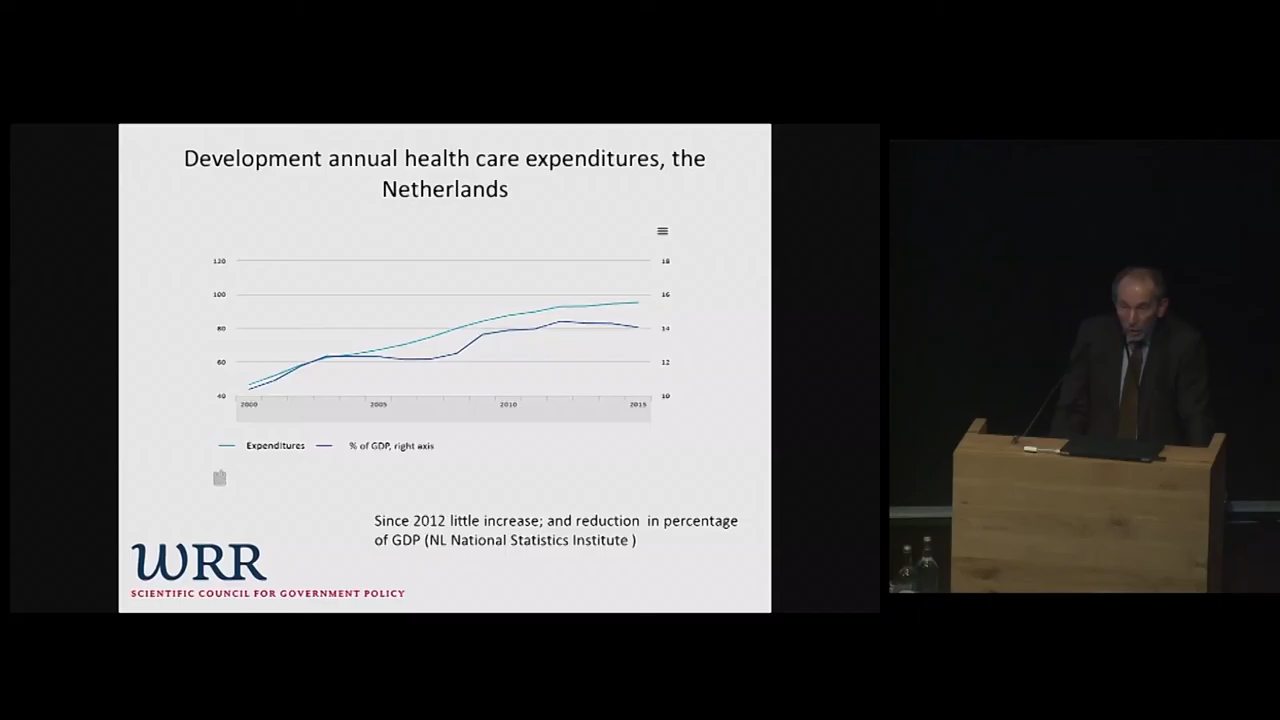 Development annual health care expenditures, the
Netherlands
120
100
80
60
40
18
16
14
12
10
2000 2005 2010 2015
Expenditures % of GDP, right axis
Since 2012 little increase; and reduction in percentage
of GDP (NL National Statistics Institute )
WRR
SCIENTIFIC COUNCIL FOR GOVERNMENT POLICY